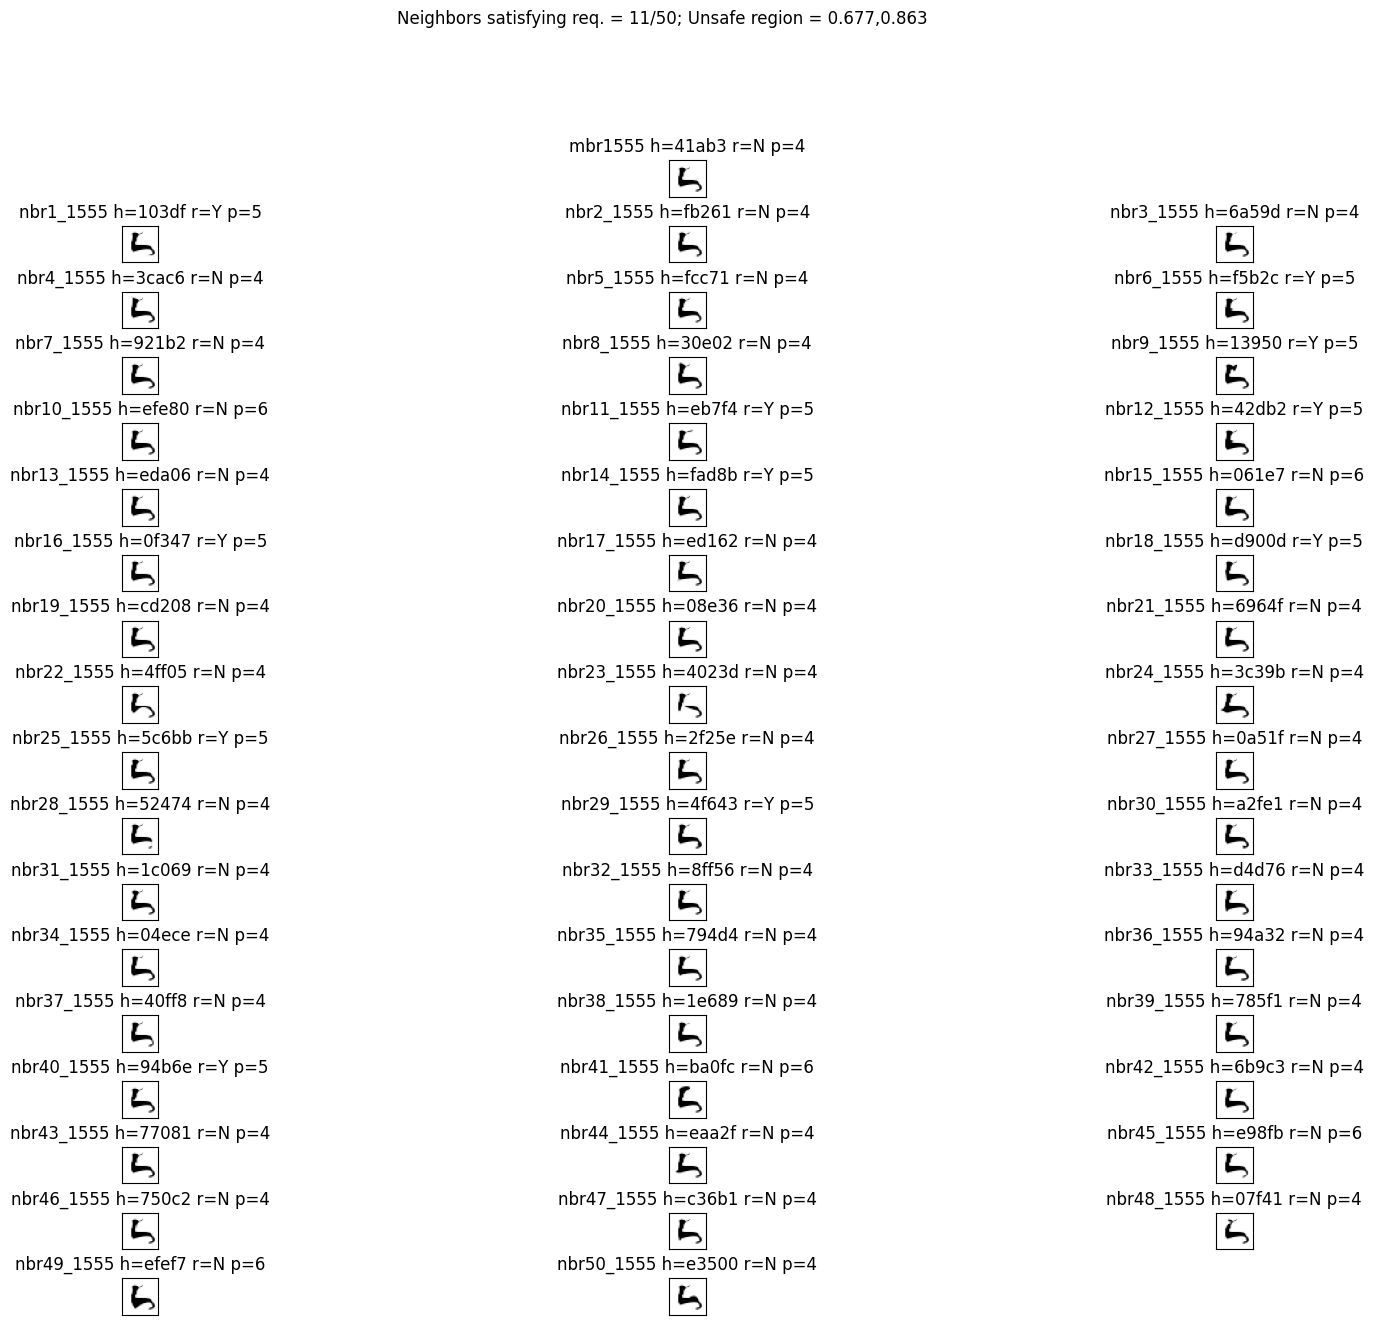 Neighbors satisfying req. = 11/50; Unsafe region = 0.677,0.863
mbr1555 h=41ab3 r=N p=4
nbr1_1555 h=103df r=Y p=5
nbr2_1555 h=fb261 r=N p=4
nbr3_1555 h=6a59d r=N p=4
nbr4_1555 h=3cac6 r=N p=4
nbr5_1555 h=fcc71 r=N p=4
nbr6_1555 h=f5b2c r=Y p=5
nbr7_1555 h=921b2 r=N p=4
nbr8_1555 h=30e02 r=N p=4
nbr9_1555 h=13950 r=Y p=5
nbr10_1555 h=efe80 r=N p=6
nbr11_1555 h=eb7f4 r=Y p=5
nbr12_1555 h=42db2 r=Y p=5
nbr13_1555 h=eda06 r=N p=4
nbr14_1555 h=fad8b r=Y p=5
nbr15_1555 h=061e7 r=N p=6
nbr16_1555 h=0f347 r=Y p=5
nbr17_1555 h=ed162 r=N p=4
nbr18_1555 h=d900d r=Y p=5
nbr19_1555 h=cd208 r=N p=4
nbr20_1555 h=08e36 r=N p=4
nbr21_1555 h=6964f r=N p=4
nbr22_1555 h=4ff05 r=N p=4
nbr23_1555 h=4023d r=N p=4
nbr24_1555 h=3c39b r=N p=4
nbr25_1555 h=5c6bb r=Y p=5
nbr26_1555 h=2f25e r=N p=4
nbr27_1555 h=0a51f r=N p=4
nbr28_1555 h=52474 r=N p=4
nbr29_1555 h=4f643 r=Y p=5
nbr30_1555 h=a2fe1 r=N p=4
nbr31_1555 h=1c069 r=N p=4
nbr32_1555 h=8ff56 r=N p=4
nbr33_1555 h=d4d76 r=N p=4
nbr34_1555 h=04ece r=N p=4
nbr35_1555 h=794d4 r=N p=4
nbr36_1555 h=94a32 r=N p=4
nbr37_1555 h=40ff8 r=N p=4
nbr38_1555 h=1e689 r=N p=4
nbr39_1555 h=785f1 r=N p=4
nbr40_1555 h=94b6e r=Y p=5
nbr41_1555 h=ba0fc r=N p=6
nbr42_1555 h=6b9c3 r=N p=4
nbr43_1555 h=77081 r=N p=4
nbr44_1555 h=eaa2f r=N p=4
nbr45_1555 h=e98fb r=N p=6
nbr46_1555 h=750c2 r=N p=4
nbr47_1555 h=c36b1 r=N p=4
nbr48_1555 h=07f41 r=N p=4
nbr49_1555 h=efef7 r=N p=6
nbr50_1555 h=e3500 r=N p=4